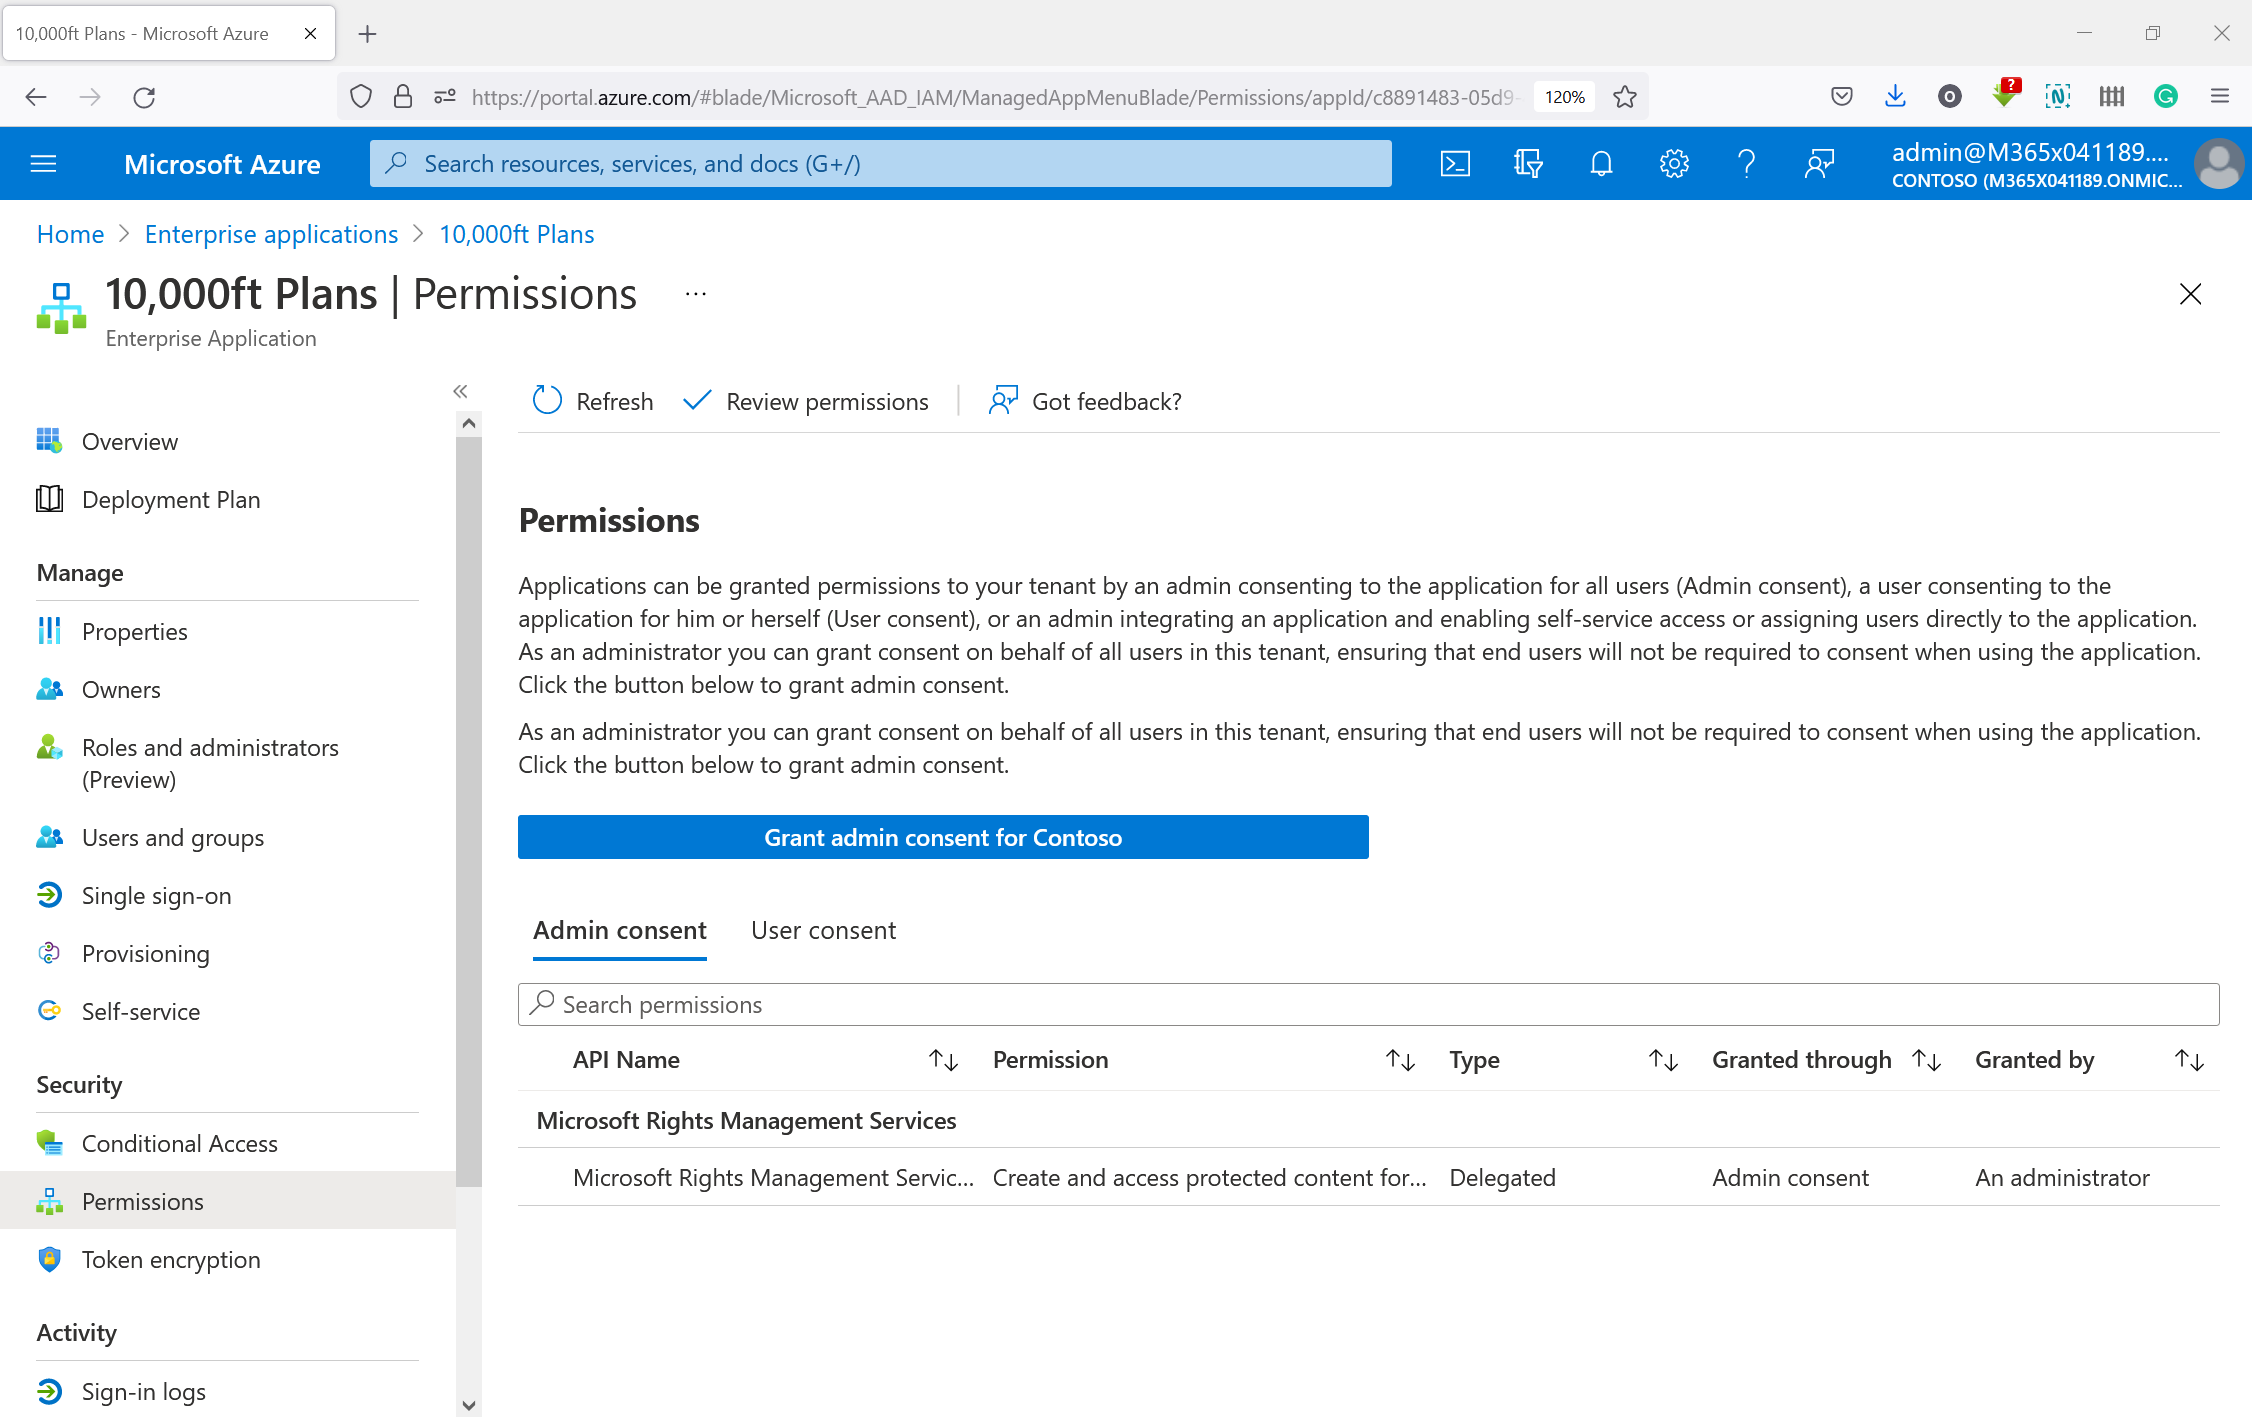 10,000ft Plans - Microsoft Azure
https://portal.azure.com/#blade/Microsoft_AAD_IAM/ManagedAppMenuBlade/Permissions/appId/c8891483-05d9-
120%
?
Microsoft Azure
Search resources, services, and docs (G+/)
admin@M365x041189....
CONTOSO (M365X041189.ONMIC...
Home > Enterprise applications > 10,000ft Plans
10,000ft Plans | Permissions ...
Enterprise Application
Overview
Deployment Plan
Manage
Properties
Owners
Roles and administrators
(Preview)
Users and groups
Single sign-on
Provisioning
Self-service
Security
Conditional Access
Permissions
Token encryption
Activity
Sign-in logs
Refresh Review permissions Got feedback?
Permissions
Applications can be granted permissions to your tenant by an admin consenting to the application for all users (Admin consent), a user consenting to the
application for him or herself (User consent), or an admin integrating an application and enabling self-service access or assigning users directly to the application.
As an administrator you can grant consent on behalf of all users in this tenant, ensuring that end users will not be required to consent when using the application.
Click the button below to grant admin consent.
As an administrator you can grant consent on behalf of all users in this tenant, ensuring that end users will not be required to consent when using the application.
Click the button below to grant admin consent.
Grant admin consent for Contoso
Admin consent User consent
Search permissions
API Name Permission Type Granted through Granted by
Microsoft Rights Management Services
Microsoft Rights Management Servic... Create and access protected content for... Delegated Admin consent An administrator